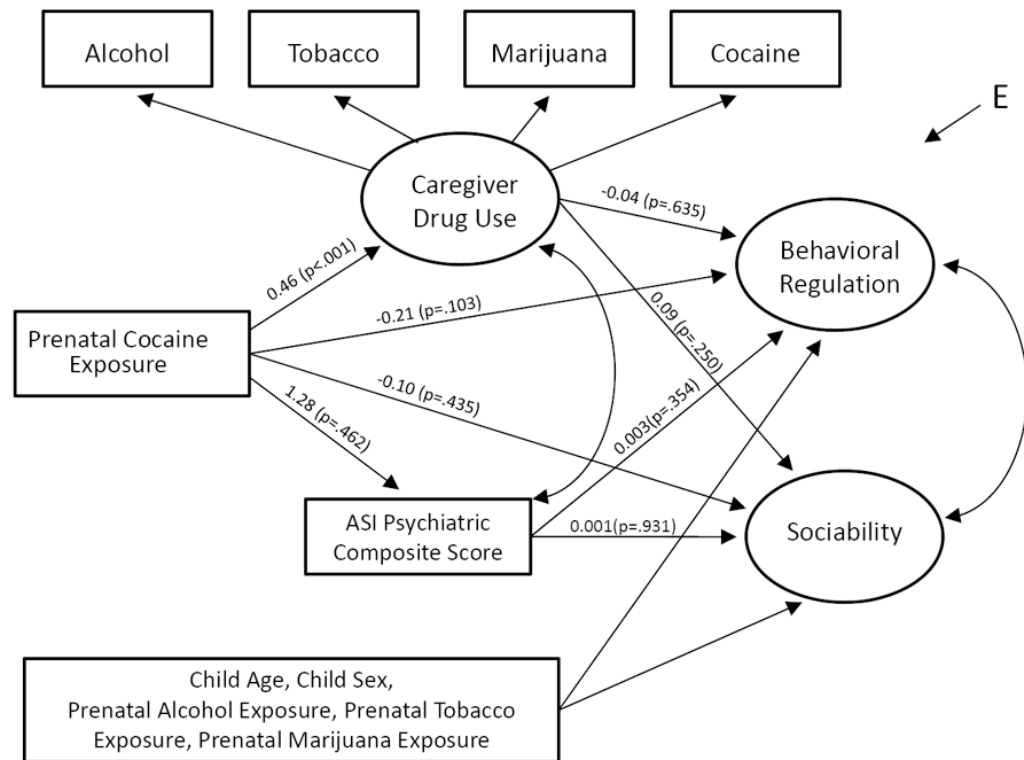 Alcohol
Tobacco
Marijuana
Cocaine
E
Caregiver
Drug Use
-0.04 (p=.635)
Behavioral
Regulation
0.46 (p<.001)
-0.21 (p=.103)
0.09 (p=.250)
Prenatal Cocaine
Exposure
-0.10 (p=.435)
0.003(p=.354)
1.28 (p=.462)
ASI Psychiatric
Composite Score
0.001(p=.931)
Sociability
Child Age, Child Sex,
Prenatal Alcohol Exposure, Prenatal Tobacco
Exposure, Prenatal Marijuana Exposure